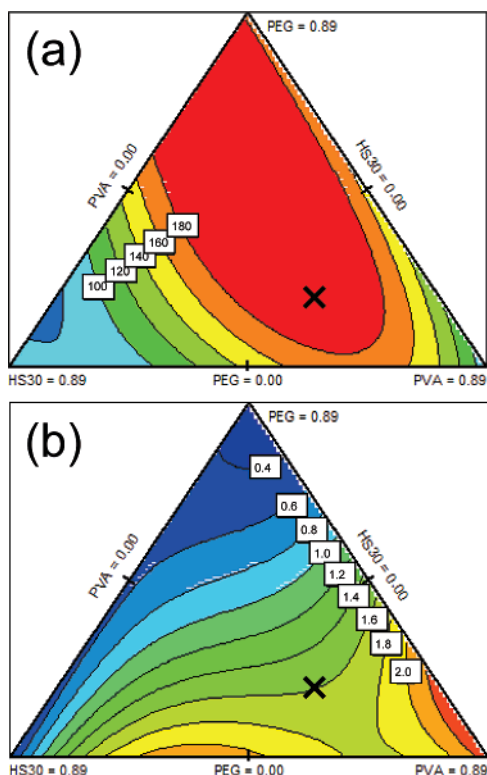 (a)
PEG = 0.89
PVA = 0.00
HS30 = 0.00
180
160
140
120
100
HS30 = 0.89
PEG = 0.00
PVA = 0.89
(b)
PEG = 0.89
0.4
0.6
0.8
1.0
1.2
1.4
1.6
1.8
2.0
PVA = 0.00
HS30 = 0.00
HS30 = 0.89
PEG = 0.00
PVA = 0.89